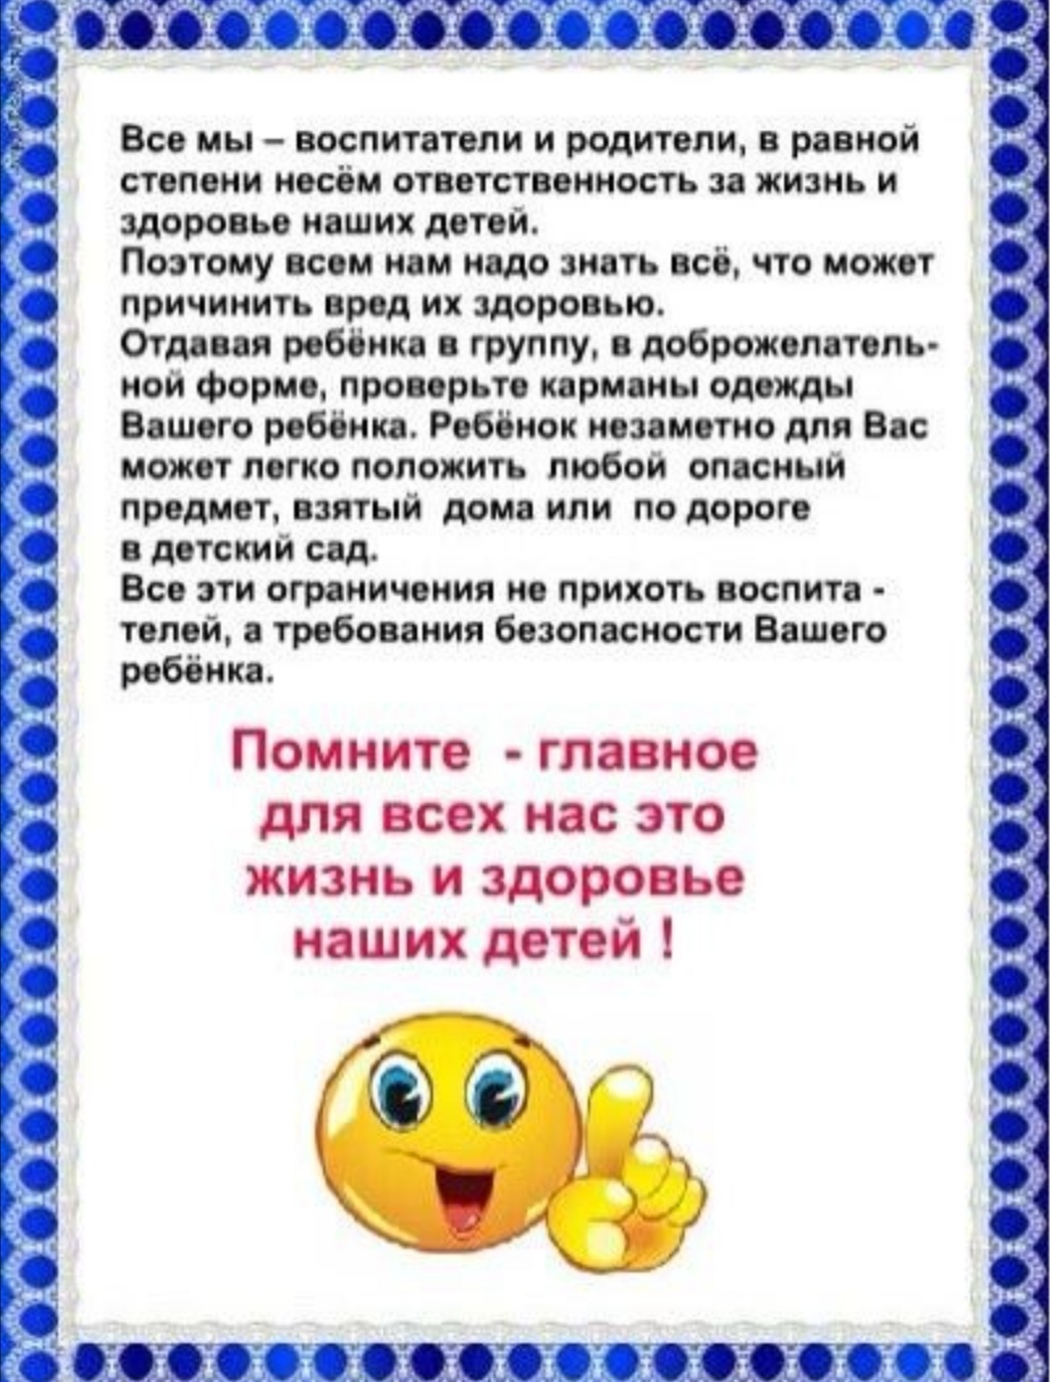 Все мы – воспитатели и родители, в равной
степени несём ответственность за жизнь и
здоровье наших детей.
Поэтому всем нам надо знать всё, что может
причинить вред их здоровью.
Отдавая ребёнка в группу, в доброжелатель-
ной форме, проверьте карманы одежды
Вашего ребёнка. Ребёнок незаметно для Вас
может легко положить любой опасный
предмет, взятый дома или по дороге
в детский сад.
Все эти ограничения не прихоть воспита -
телей, а требования безопасности Вашего
ребёнка.
Помните - главное
для всех нас это
жизнь и здоровье
наших детей !